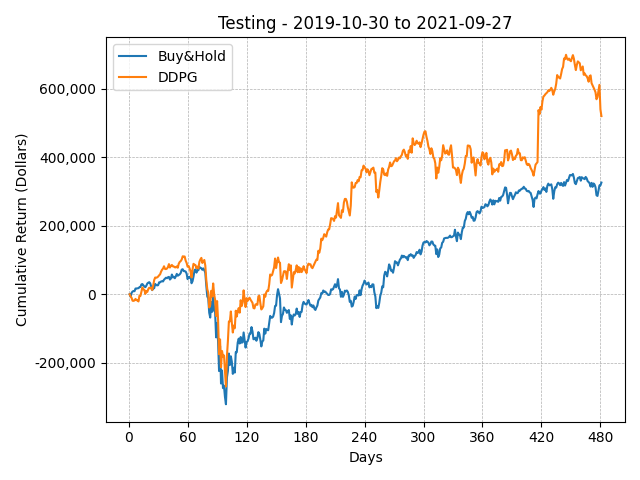 Testing - 2019-10-30 to 2021-09-27
Buy&Hold
DDPG
Cumulative Return (Dollars)
600,000
400,000
200,000
0
-200,000
0 60 120 180 240 300 360 420 480
Days